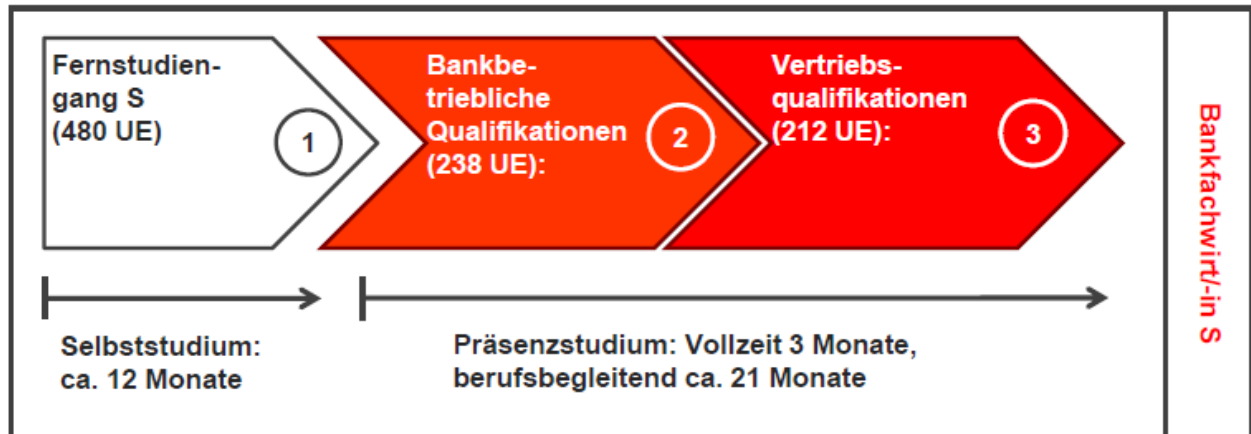 Fernstudien-
gang S
(480 UE)
1
Bankbe-
triebliche
Qualifikationen
(238 UE):
2
Vertriebs-
qualifikationen
(212 UE):
3
Selbststudium:
ca. 12 Monate
Präsenzstudium: Vollzeit 3 Monate,
berufsbegleitend ca. 21 Monate
Bankfachwirt/-in S